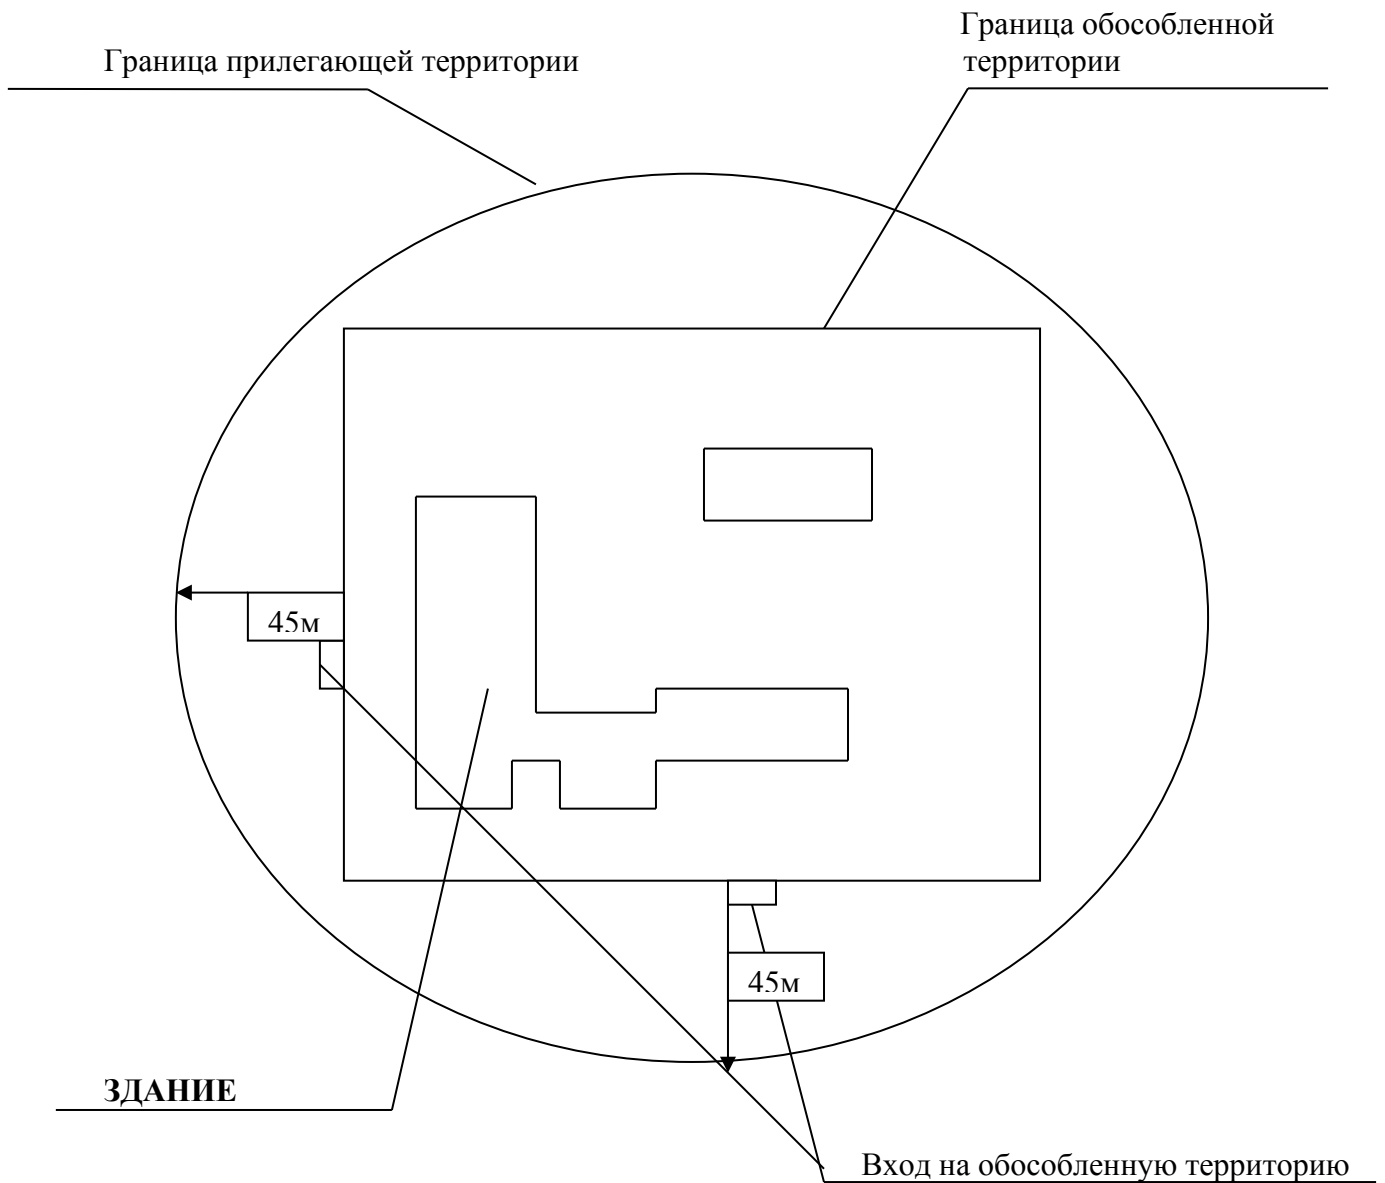 Граница обособленной
территории
Граница прилегающей территории
45м
45м
ЗДАНИЕ
Вход на обособленную территорию